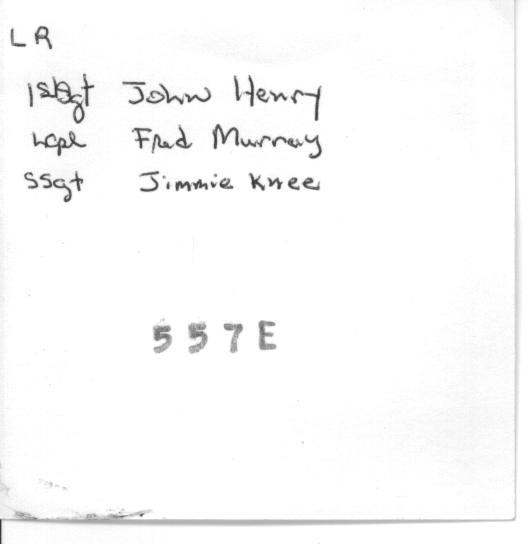 LR
1stSgt John Henry
Lcpl Fred Murray
SSgt Jimmie Knee
557E